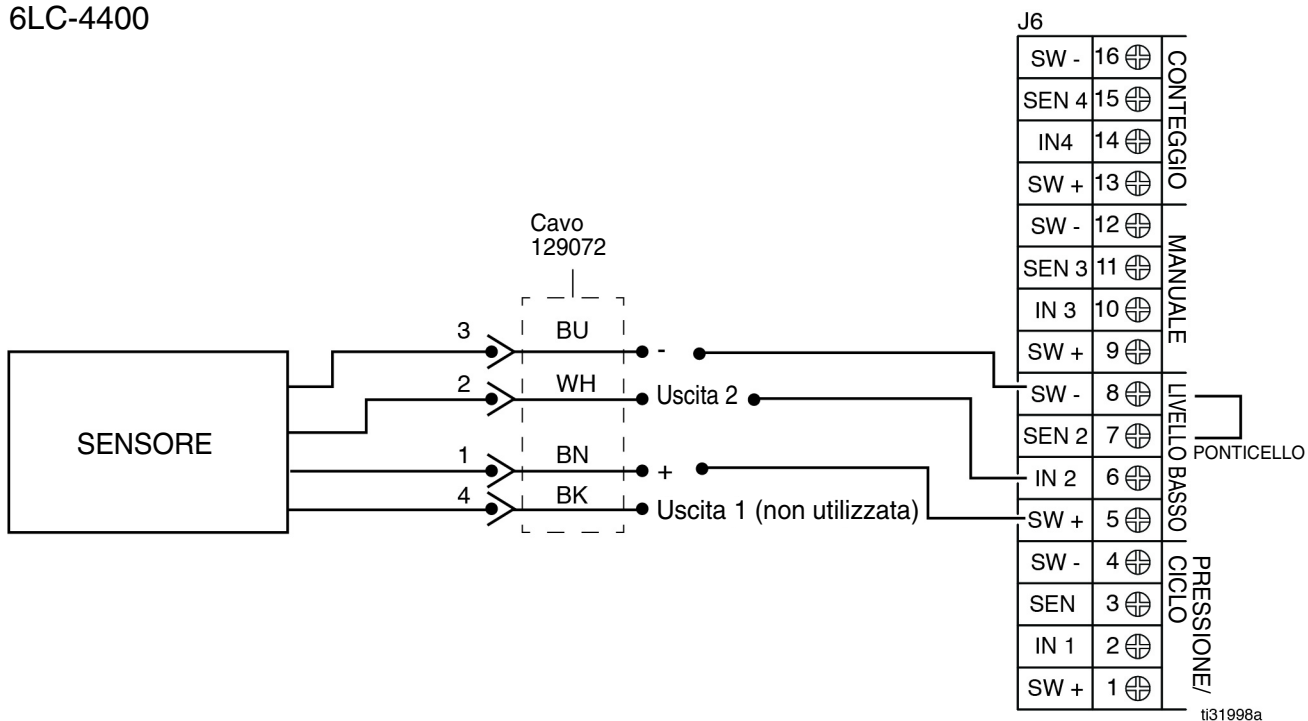 6LC-4400
J6
SW - 16
SEN 4 15
IN4 14
SW + 13
CONTEGGIO
SW - 12
SEN 3 11
IN 3 10
SW + 9
MANUALE
SW - 8
SEN 2 7
IN 2 6
SW + 5
LIVELLO BASSO
PONTICELLO
SW - 4
SEN 3
IN 1 2
SW + 1
PRESSIONE/
CICLO
Cavo
129072
3 BU -
2 WH Uscita 2
1 BN +
4 BK Uscita 1 (non utilizzata)
SENSORE
ti31998a